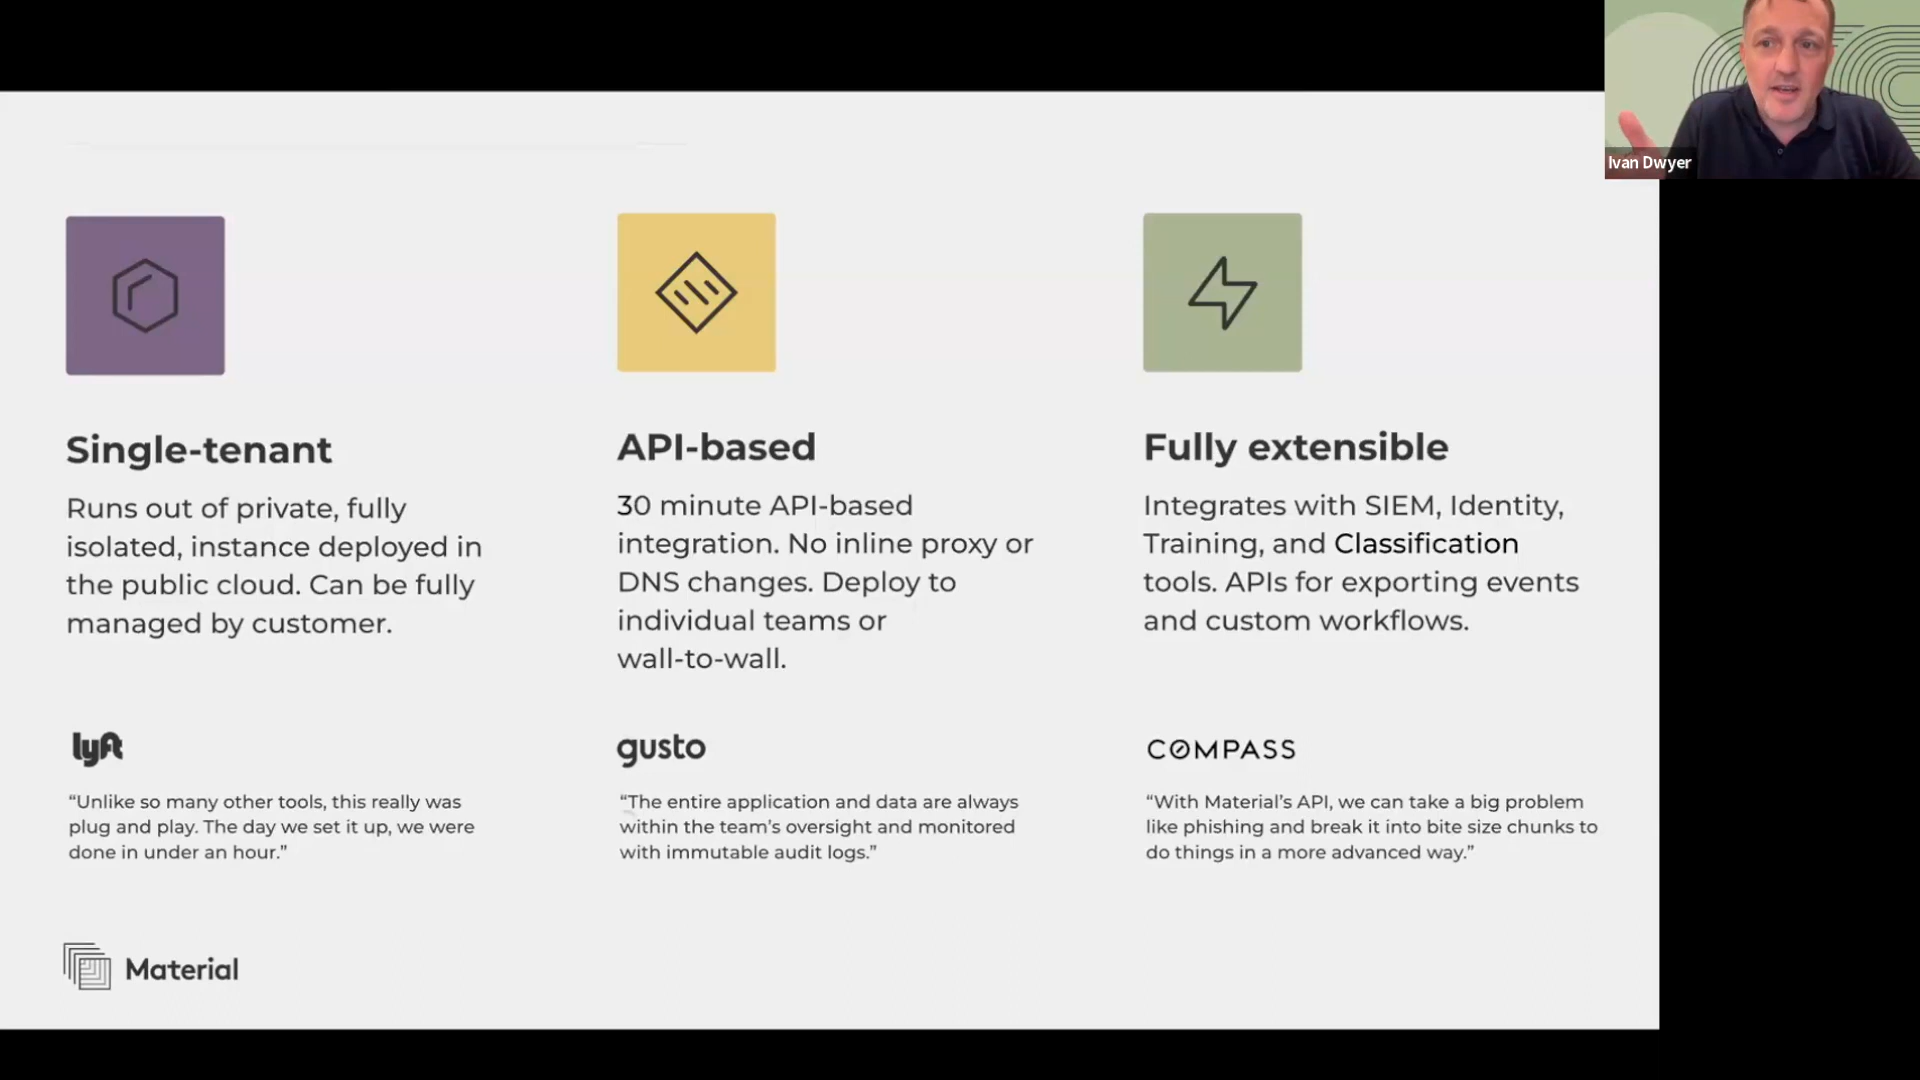 Ivan Dwyer
Single-tenant
Runs out of private, fully
isolated, instance deployed in
the public cloud. Can be fully
managed by customer.
lyft
“Unlike so many other tools, this really was
plug and play. The day we set it up, we were
done in under an hour.”
API-based
30 minute API-based
integration. No inline proxy or
DNS changes. Deploy to
individual teams or
wall-to-wall.
gusto
“The entire application and data are always
within the team’s oversight and monitored
with immutable audit logs.”
Fully extensible
Integrates with SIEM, Identity,
Training, and Classification
tools. APIs for exporting events
and custom workflows.
COMPASS
“With Material’s API, we can take a big problem
like phishing and break it into bite size chunks to
do things in a more advanced way.”
Material